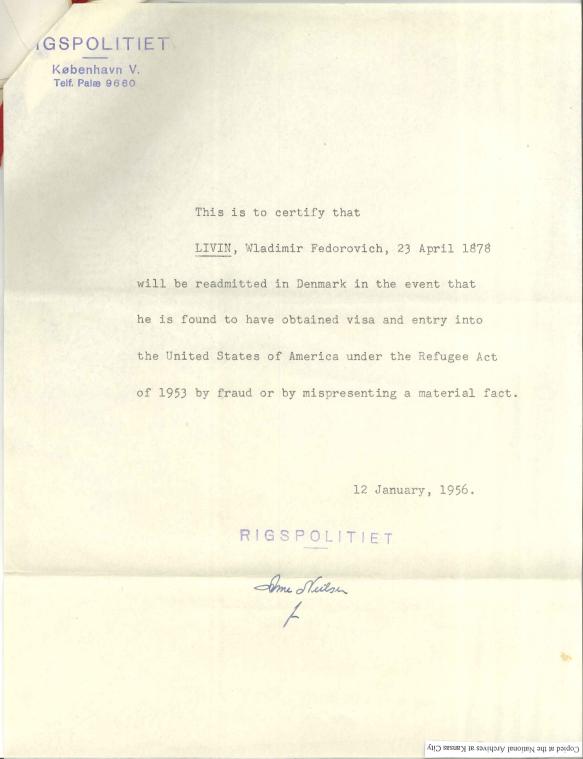 IGSPOLITIET
København V.
Telf. Palæ 9660
This is to certify that
LIVIN, Wladimir Fedorovich, 23 April 1878
will be readmitted in Denmark in the event that
he is found to have obtained visa and entry into
the United States of America under the Refugee Act
of 1953 by fraud or by mispresenting a material fact.
12 January, 1956.
RIGSPOLITIET
Copied at the National Archives at Kansas City